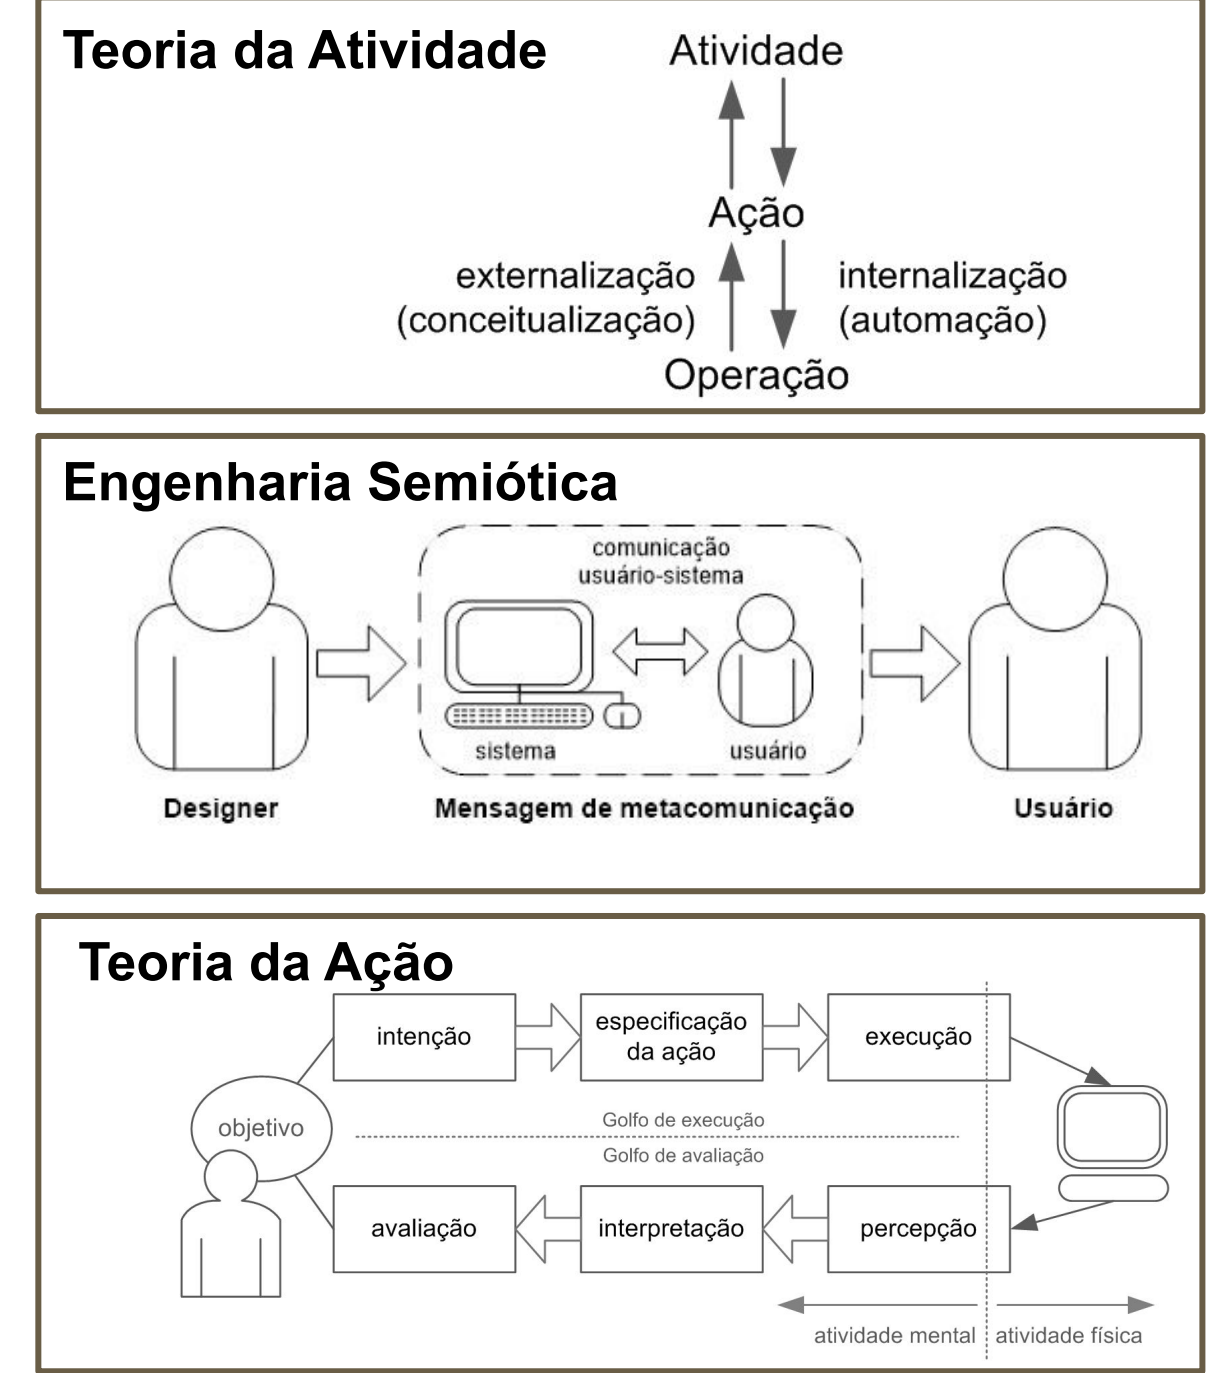 Teoria da Atividade
Atividade
Ação
externalização
(conceitualização)
internalização
(automação)
Operação
Engenharia Semiótica
comunicação
usuário-sistema
sistema
usuário
Designer
Mensagem de metacomunicação
Usuário
Teoria da Ação
intenção
especificação
da ação
execução
objetivo
Golfo de execução
Golfo de avaliação
avaliação
interpretação
percepção
atividade mental
atividade física